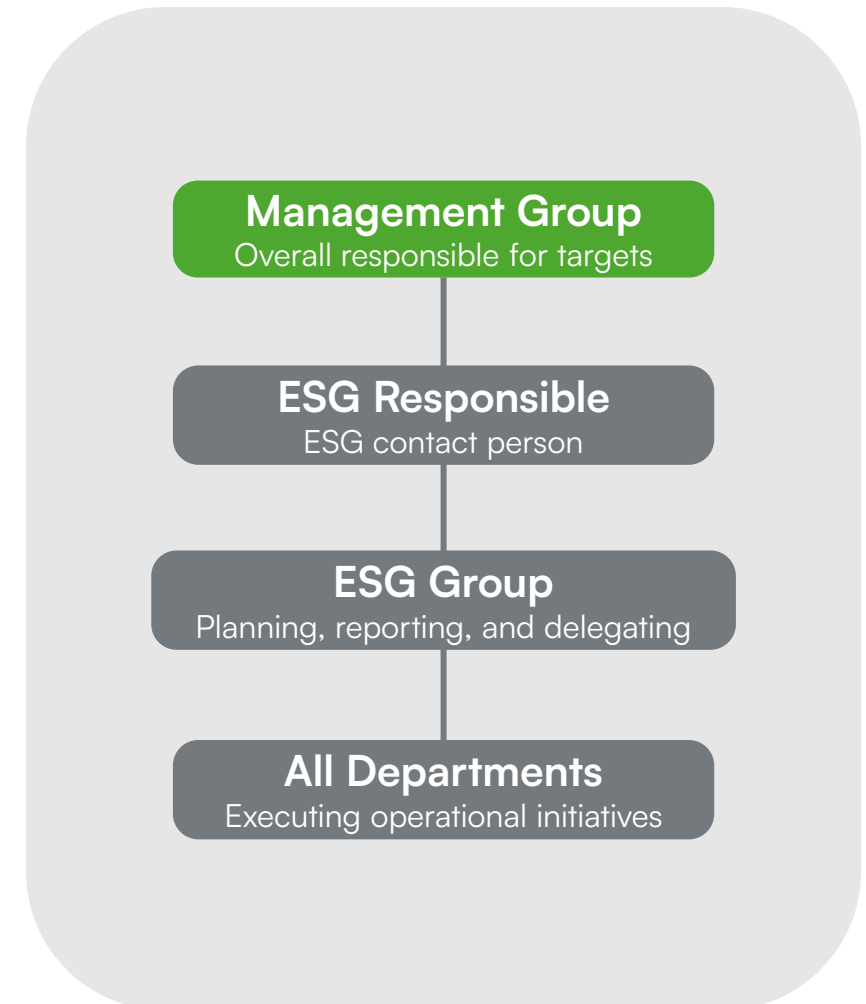 Management Group
Overall responsible for targets
ESG Responsible
ESG contact person
ESG Group
Planning, reporting, and delegating
All Departments
Executing operational initiatives